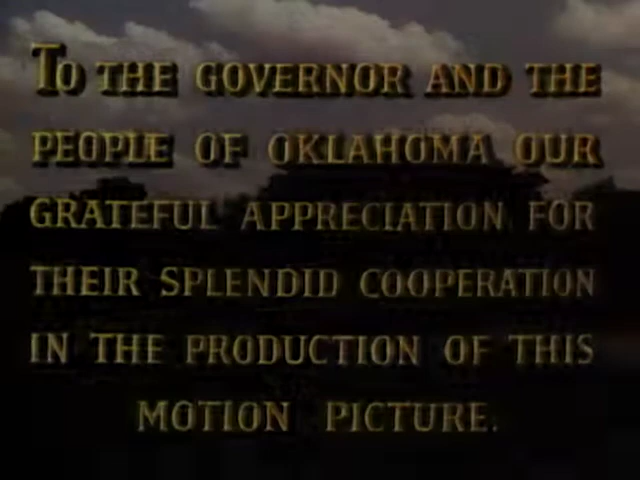 TO THE GOVERNOR AND THE
PEOPLE OF OKLAHOMA OUR
GRATEFUL APPRECIATION FOR
THEIR SPLENDID COOPERATION
IN THE PRODUCTION OF THIS
MOTION PICTURE.